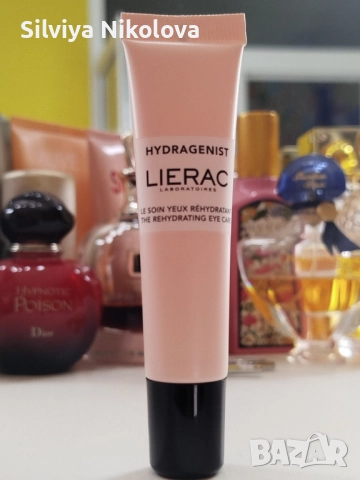 Silviya Nikolova
HYDRAGENIST
LIERAC
LABORATOIRES
LE SOIN YEUX RÉHYDRATANT
THE REHYDRATING EYE CARE
HYPNOTIC
POISON
Dior
BAZAR